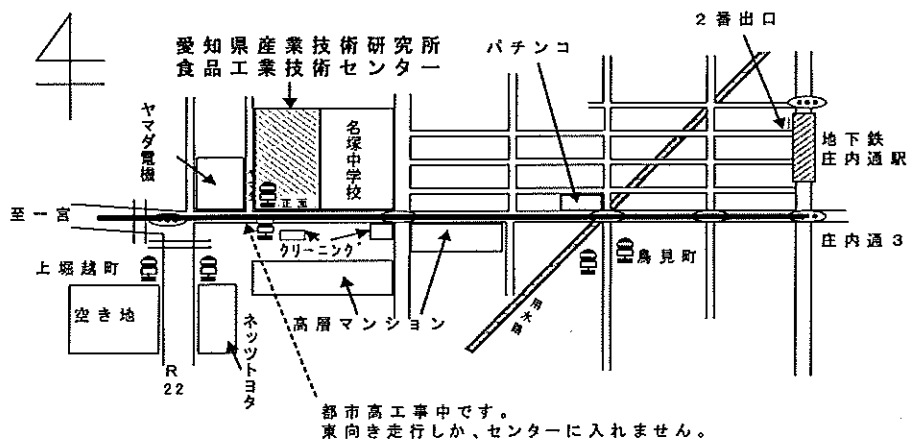 2番出口
愛知県産業技術研究所
食品工業技術センター
パチンコ
ヤマダ電機
名塚中学校
地下鉄
庄内通駅
正面
至一宮
クリーニング
庄内通3
上堀越町
鳥見町
空き地
ネッツトヨタ
高層マンション
用水路
R
22
都市高工事中です。
東向き走行しか、センターに入れません。